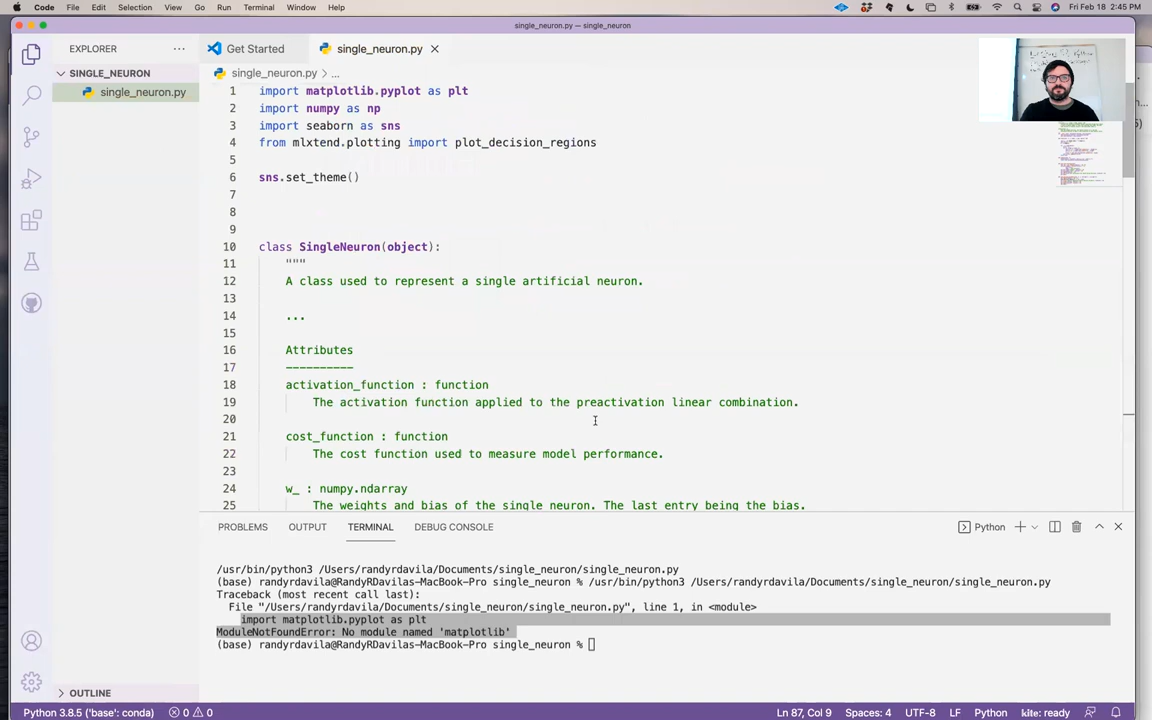 Code File Edit Selection View Go Run Terminal Window Help Fri Feb 18 2:45 PM
single_neuron.py — single_neuron
EXPLORER ... Get Started single_neuron.py
SINGLE_NEURON
single_neuron.py
single_neuron.py > ...
1 import matplotlib.pyplot as plt
2 import numpy as np
3 import seaborn as sns
4 from mlxtend.plotting import plot_decision_regions
5
6 sns.set_theme()
7
8
9
10 class SingleNeuron(object):
11 """
12 A class used to represent a single artificial neuron.
13
14 ...
15
16 Attributes
17 ----------
18 activation_function : function
19 The activation function applied to the preactivation linear combination.
20
21 cost_function : function
22 The cost function used to measure model performance.
23
24 w_ : numpy.ndarray
25 The weights and bias of the single neuron. The last entry being the bias.
PROBLEMS OUTPUT TERMINAL DEBUG CONSOLE Python
/usr/bin/python3 /Users/randyrdavila/Documents/single_neuron/single_neuron.py
(base) randyrdavila@RandyRDavilas-MacBook-Pro single_neuron % /usr/bin/python3 /Users/randyrdavila/Documents/single_neuron/single_neuron.py
Traceback (most recent call last):
File "/Users/randyrdavila/Documents/single_neuron/single_neuron.py", line 1, in <module>
import matplotlib.pyplot as plt
ModuleNotFoundError: No module named 'matplotlib'
(base) randyrdavila@RandyRDavilas-MacBook-Pro single_neuron %
OUTLINE
Python 3.8.5 ('base': conda) 0 0 Ln 87, Col 9 Spaces: 4 UTF-8 LF Python kite: ready